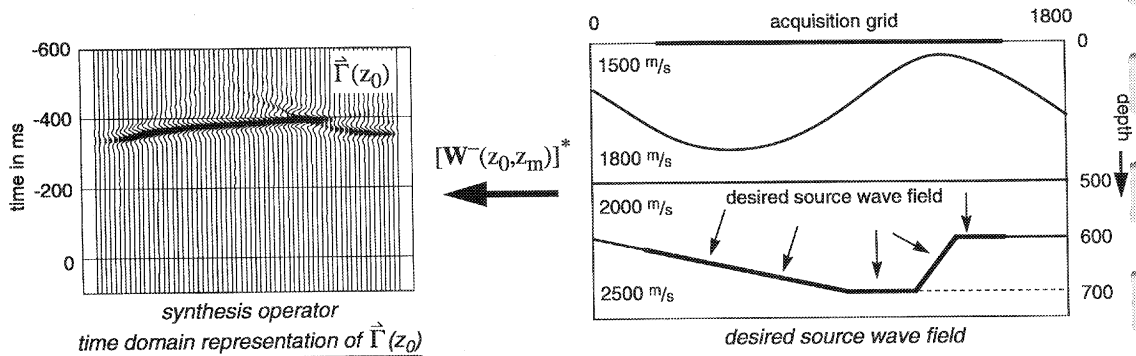 -600
-400
-200
0
time in ms
Γ⃗(z₀)
synthesis operator
time domain representation of Γ⃗(z₀)
[W⁻(z₀,zₘ)]*
0
acquisition grid
1800
1500 m/s
1800 m/s
2000 m/s
2500 m/s
desired source wave field
0
depth
500
600
700
desired source wave field